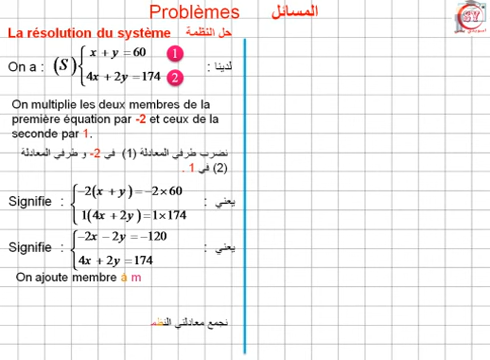 Problèmes المسائل
La résolution du système حل النظمة
On a : (S) { x + y = 60 1 لدينا :
4x + 2y = 174 2
On multiplie les deux membres de la
première équation par -2 et ceux de la
seconde par 1.
نضرب طرفي المعادلة (1) في 2- و طرفي المعادلة
(2) في 1 .
Signifie : { -2(x + y) = -2 × 60 يعني :
1(4x + 2y) = 1 × 174
Signifie : { -2x - 2y = -120 يعني :
4x + 2y = 174
On ajoute membre à m
نجمع معادلتي النظم